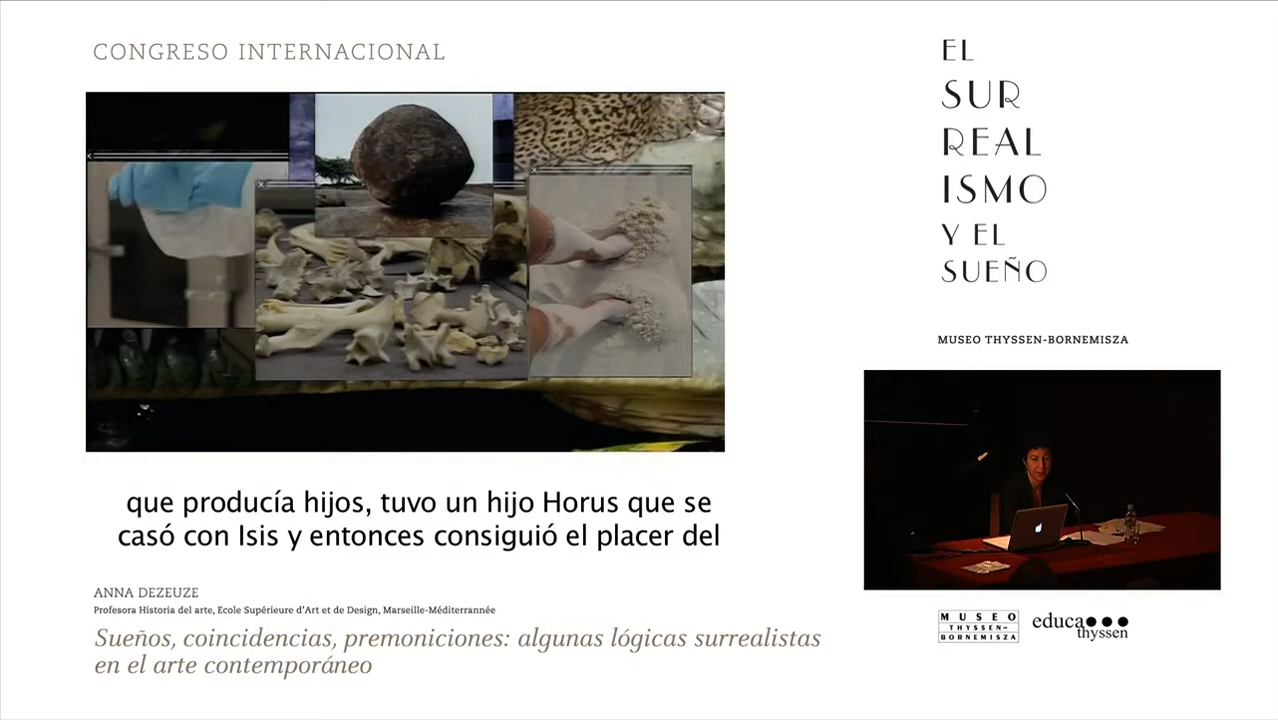 CONGRESO INTERNACIONAL
EL
SUR
REAL
ISMO
Y EL
SUEÑO
MUSEO THYSSEN-BORNEMISZA
que producía hijos, tuvo un hijo Horus que se
casó con Isis y entonces consiguió el placer del
ANNA DEZEUZE
Profesora Historia del arte, Ecole Supérieure d'Art et de Design, Marseille-Méditerrannée
Sueños, coincidencias, premoniciones: algunas lógicas surrealistas
en el arte contemporáneo
MUSEO
THYSSEN-
BORNEMISZA
educa
thyssen